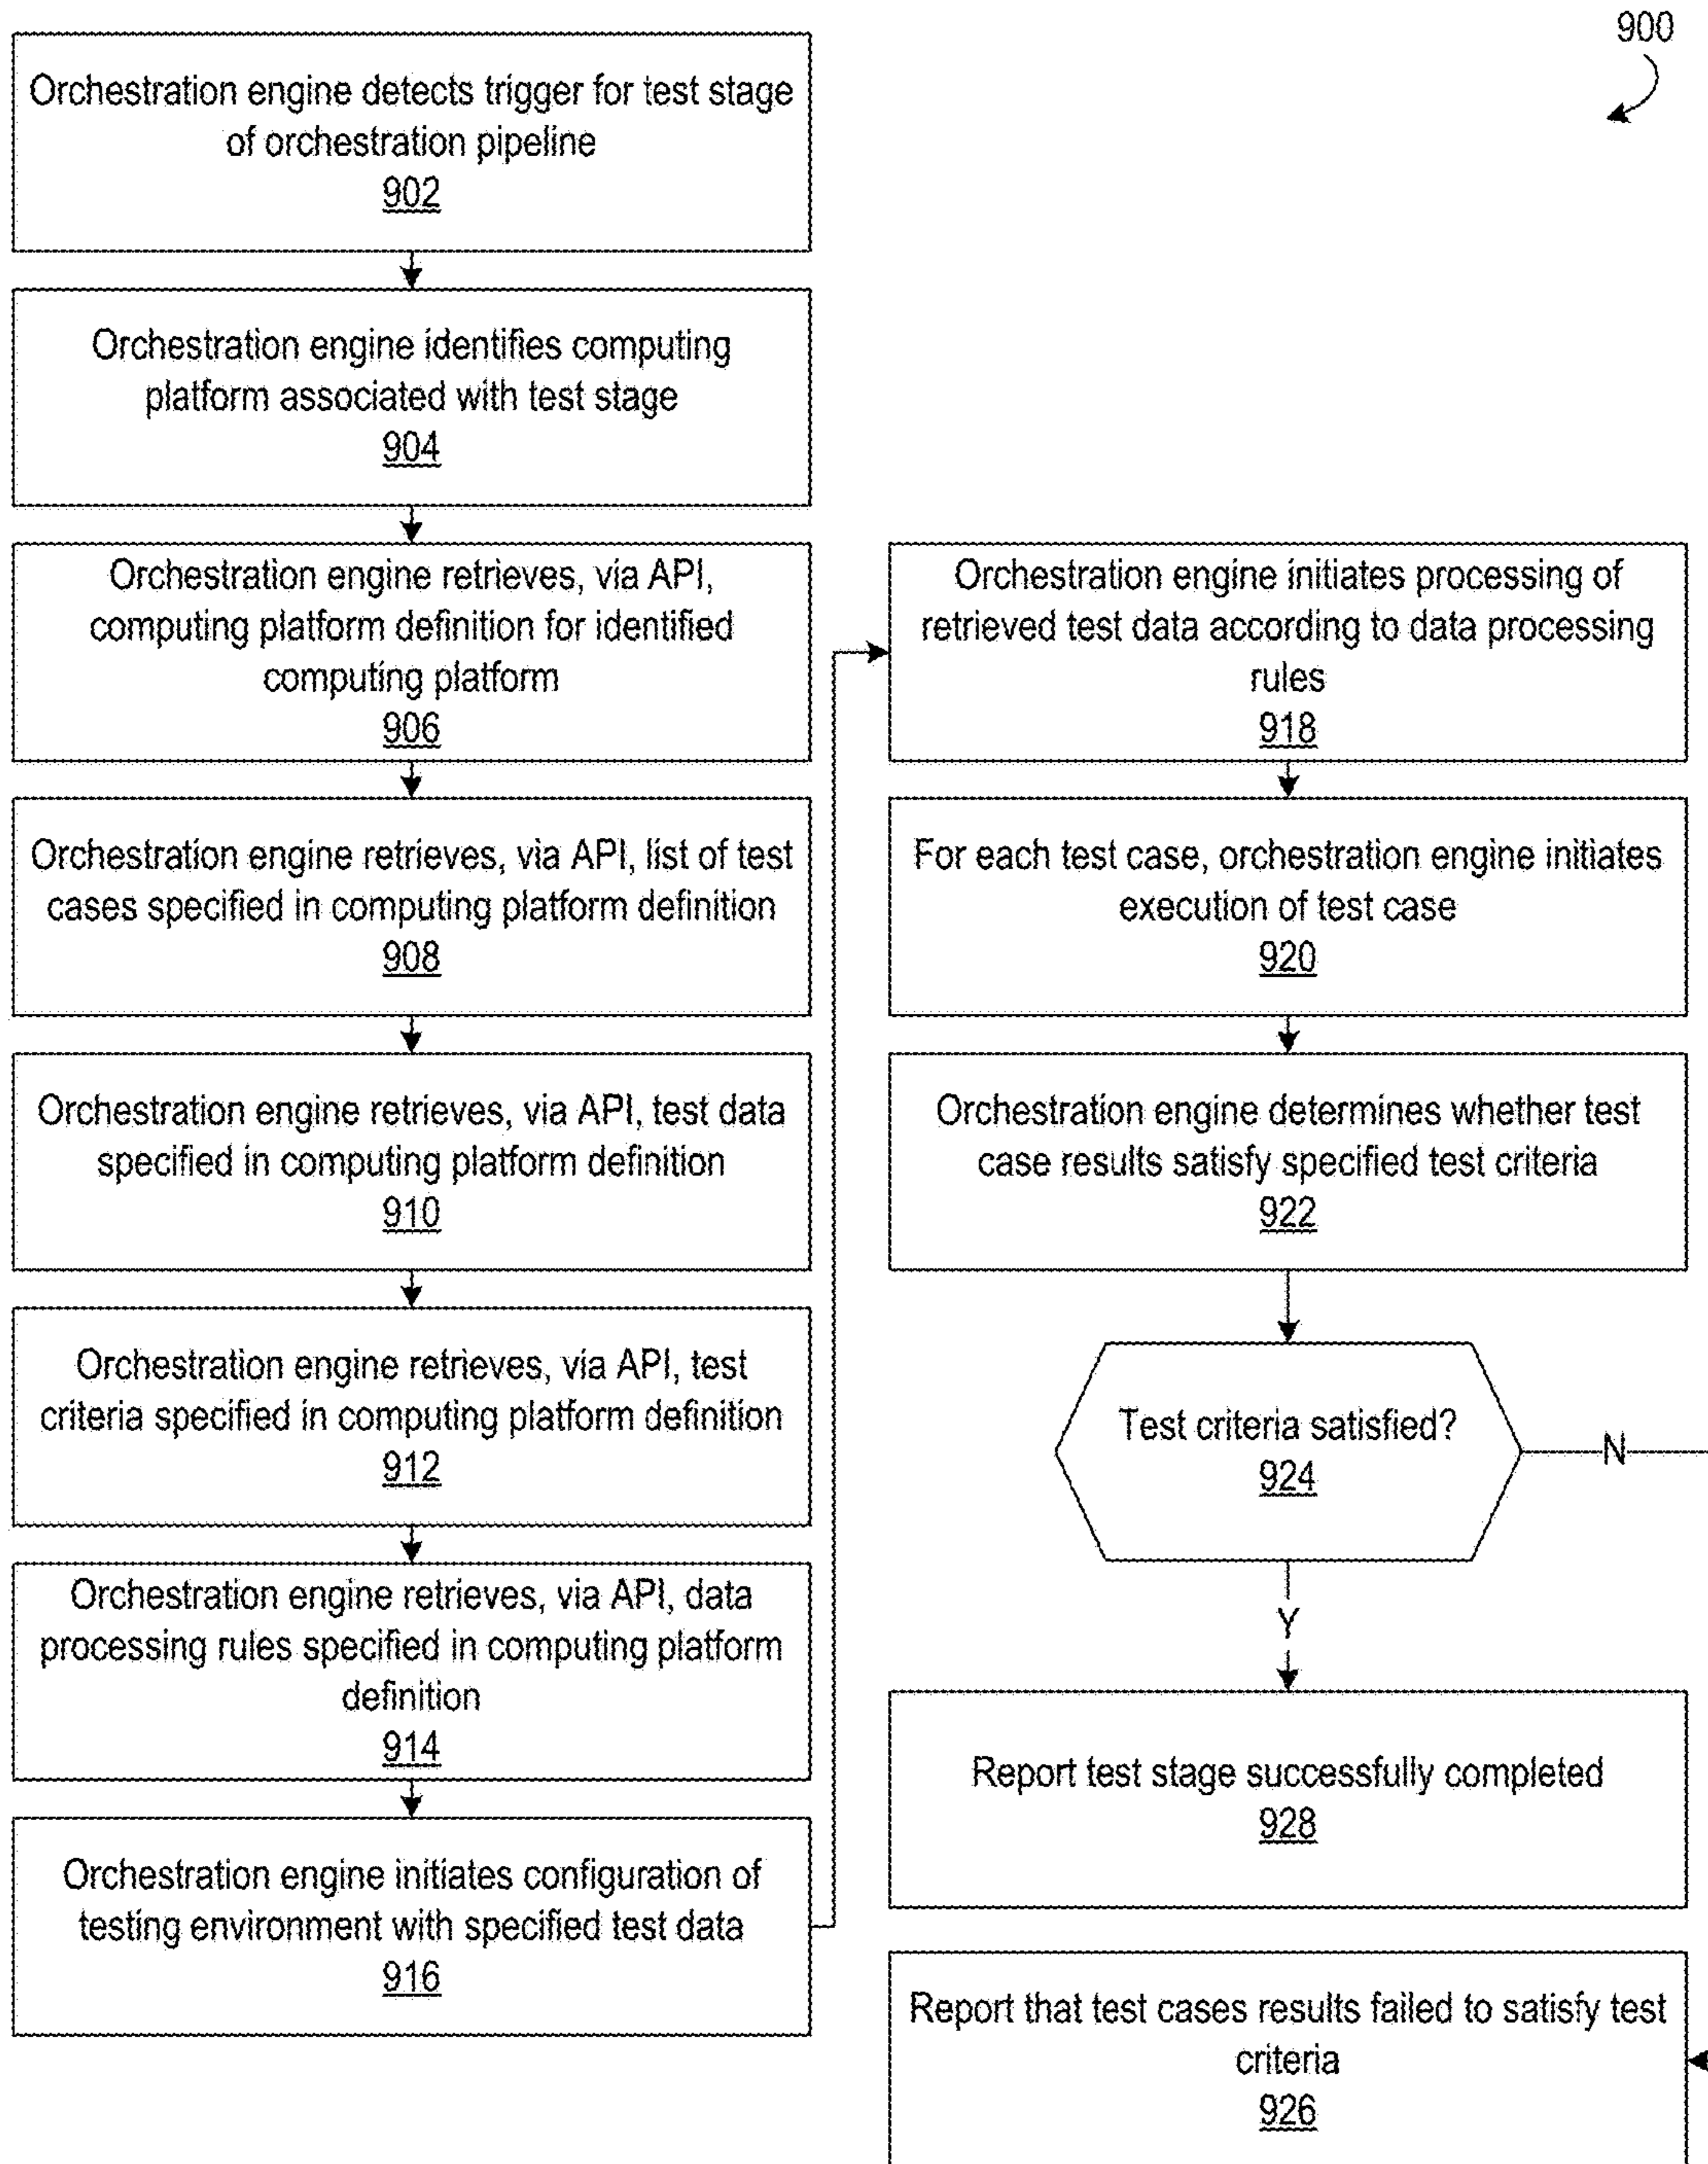 900
Orchestration engine detects trigger for test stage
of orchestration pipeline
902
Orchestration engine identifies computing
platform associated with test stage
904
Orchestration engine retrieves, via API,
computing platform definition for identified
computing platform
906
Orchestration engine retrieves, via API, list of test
cases specified in computing platform definition
908
Orchestration engine retrieves, via API, test data
specified in computing platform definition
910
Orchestration engine retrieves, via API, test
criteria specified in computing platform definition
912
Orchestration engine retrieves, via API, data
processing rules specified in computing platform
definition
914
Orchestration engine initiates configuration of
testing environment with specified test data
916
Orchestration engine initiates processing of
retrieved test data according to data processing
rules
918
For each test case, orchestration engine initiates
execution of test case
920
Orchestration engine determines whether test
case results satisfy specified test criteria
922
Test criteria satisfied?
924
N
Y
Report test stage successfully completed
928
Report that test cases results failed to satisfy test
criteria
926